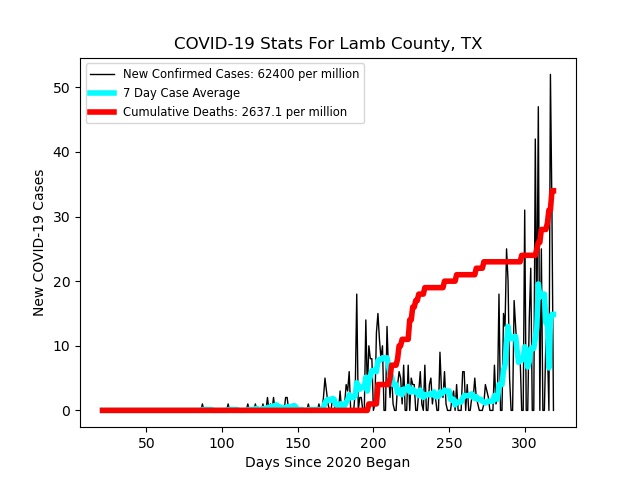 COVID-19 Stats For Lamb County, TX
New Confirmed Cases: 62400 per million
7 Day Case Average
Cumulative Deaths: 2637.1 per million
New COVID-19 Cases
50
40
30
20
10
0
50 100 150 200 250 300
Days Since 2020 Began